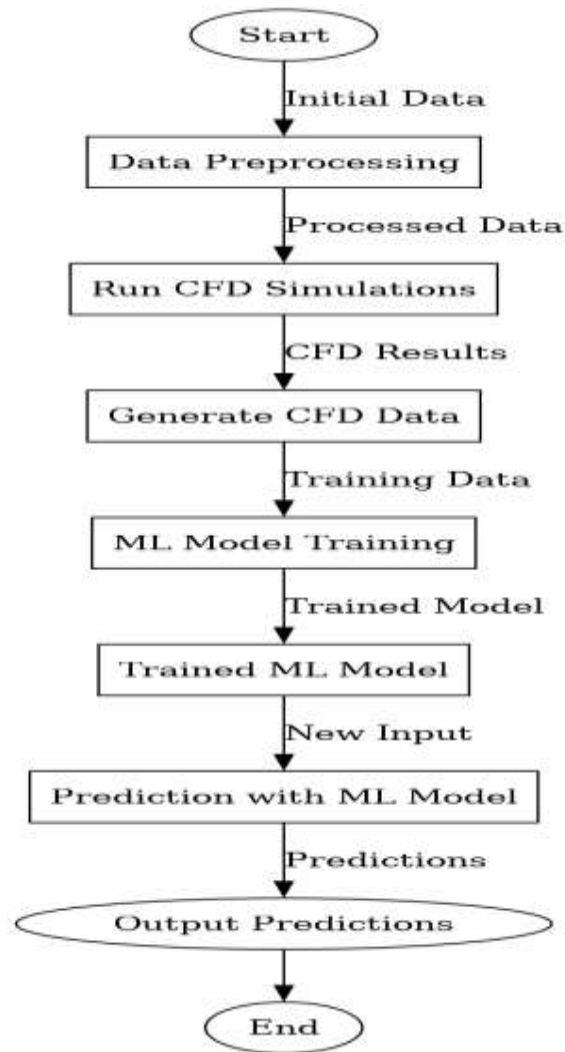 Start
Initial Data
Data Preprocessing
Processed Data
Run CFD Simulations
CFD Results
Generate CFD Data
Training Data
ML Model Training
Trained Model
Trained ML Model
New Input
Prediction with ML Model
Predictions
Output Predictions
End